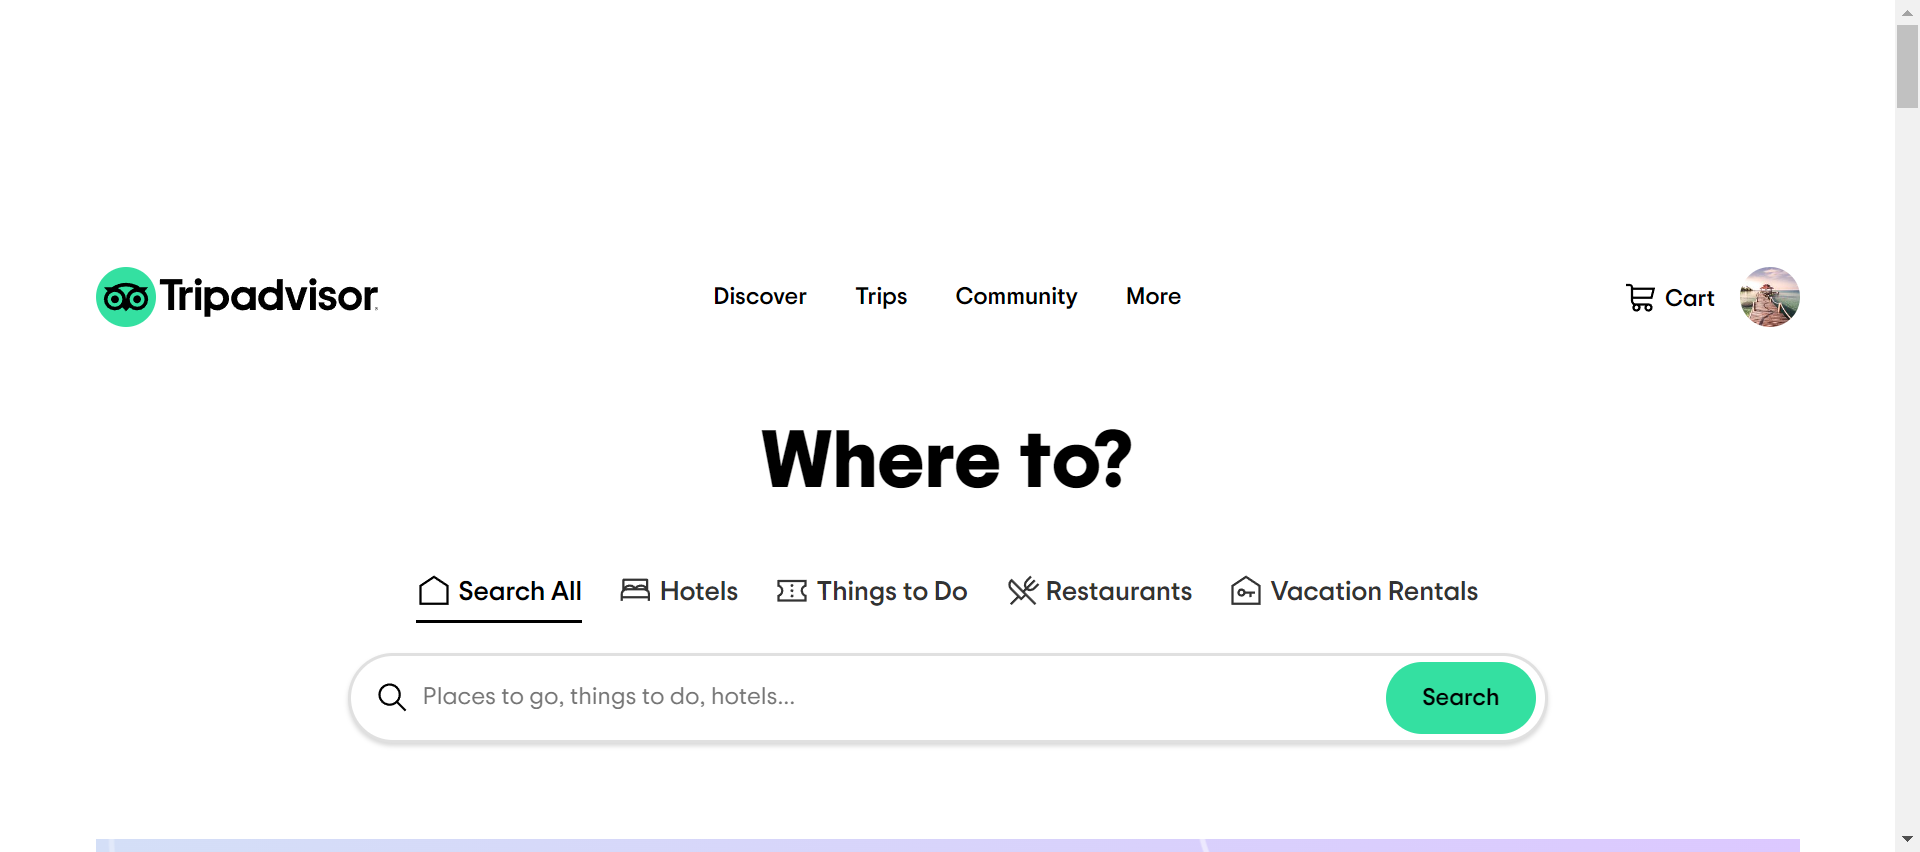 Tripadvisor
Discover Trips Community More
Cart
Where to?
Search All Hotels Things to Do Restaurants Vacation Rentals
Places to go, things to do, hotels...
Search